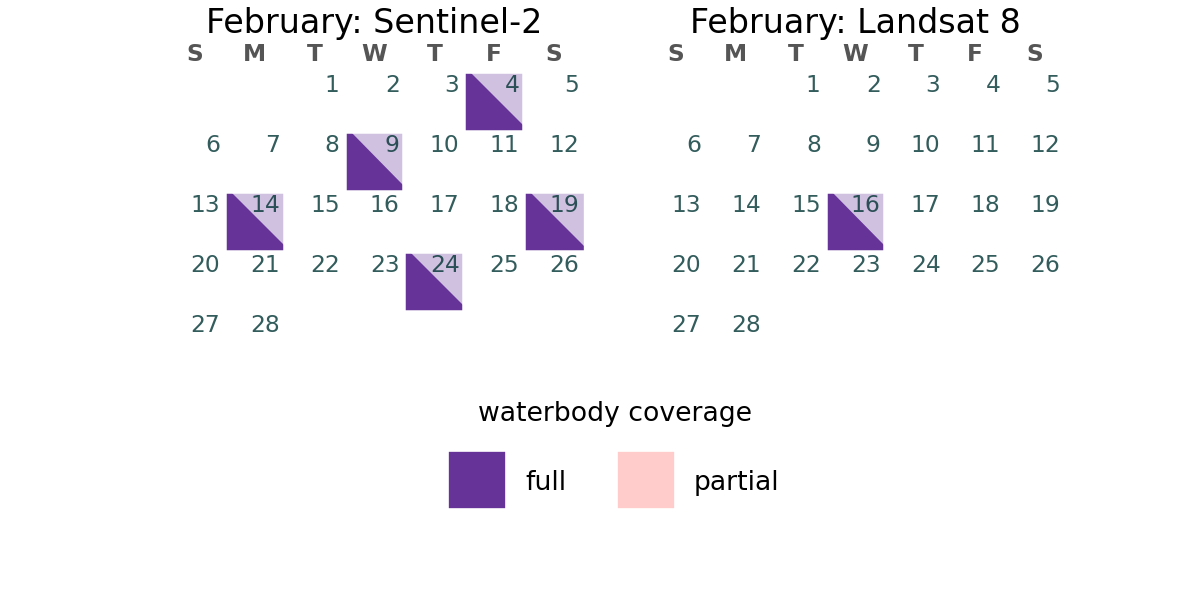 February: Sentinel-2
S M T W T F S
1 2 3 4 5
6 7 8 9 10 11 12
13 14 15 16 17 18 19
20 21 22 23 24 25 26
27 28
February: Landsat 8
S M T W T F S
1 2 3 4 5
6 7 8 9 10 11 12
13 14 15 16 17 18 19
20 21 22 23 24 25 26
27 28
waterbody coverage
full partial